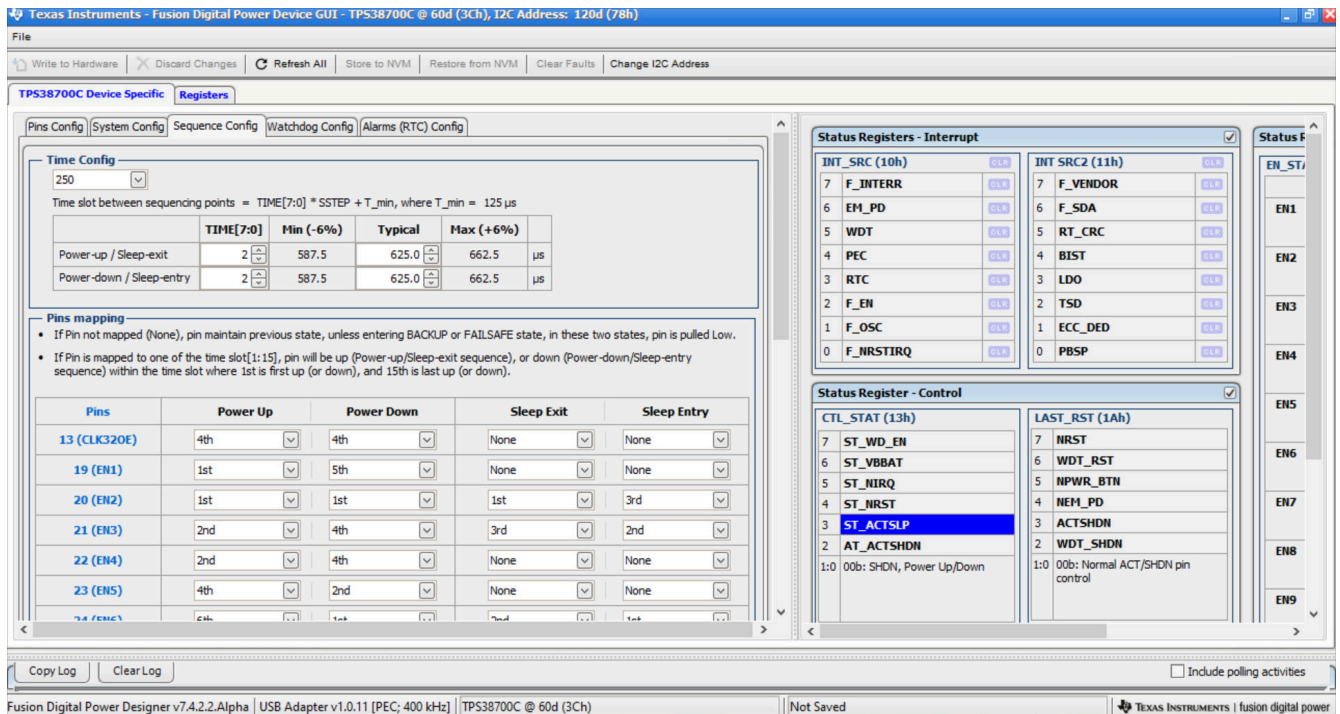 Texas Instruments - Fusion Digital Power Device GUI - TPS38700C @ 60d (3Ch), I2C Address: 120d (78h)
File
Write to Hardware Discard Changes Refresh All Store to NVM Restore from NVM Clear Faults Change I2C Address
TPS38700C Device Specific Registers
Pins Config System Config Sequence Config Watchdog Config Alarms (RTC) Config
Time Config
250
Time slot between sequencing points = TIME[7:0] * SSTEP + T_min, where T_min = 125 µs
TIME[7:0] Min (-6%) Typical Max (+6%)
Power-up / Sleep-exit 2 587.5 625.0 662.5 µs
Power-down / Sleep-entry 2 587.5 625.0 662.5 µs
Pins mapping
• If Pin not mapped (None), pin maintain previous state, unless entering BACKUP or FAILSAFE state, in these two states, pin is pulled Low.
• If Pin is mapped to one of the time slot[1:15], pin will be up (Power-up/Sleep-exit sequence), or down (Power-down/Sleep-entry
sequence) within the time slot where 1st is first up (or down), and 15th is last up (or down).
Pins Power Up Power Down Sleep Exit Sleep Entry
13 (CLK32OE) 4th 4th None None
19 (EN1) 1st 5th None None
20 (EN2) 1st 1st 1st 3rd
21 (EN3) 2nd 4th 3rd 2nd
22 (EN4) 2nd 4th None None
23 (EN5) 4th 2nd None None
24 (EN6) 6th 1st 2nd 1st
Status Registers - Interrupt
INT_SRC (10h) CLR
7 F_INTERR CLR
6 EM_PD CLR
5 WDT CLR
4 PEC CLR
3 RTC CLR
2 F_EN CLR
1 F_OSC CLR
0 F_NRSTIRQ CLR
INT SRC2 (11h) CLR
7 F_VENDOR CLR
6 F_SDA CLR
5 RT_CRC CLR
4 BIST CLR
3 LDO CLR
2 TSD CLR
1 ECC_DED CLR
0 PBSP CLR
Status Register - Control
CTL_STAT (13h)
7 ST_WD_EN
6 ST_VBBAT
5 ST_NIRQ
4 ST_NRST
3 ST_ACTSLP
2 AT_ACTSHDN
1:0 00b: SHDN, Power Up/Down
LAST_RST (1Ah)
7 NRST
6 WDT_RST
5 NPWR_BTN
4 NEM_PD
3 ACTSHDN
2 WDT_SHDN
1:0 00b: Normal ACT/SHDN pin
control
Status
EN_STA
EN1
EN2
EN3
EN4
EN5
EN6
EN7
EN8
EN9
Copy Log Clear Log Include polling activities
Fusion Digital Power Designer v7.4.2.2.Alpha USB Adapter v1.0.11 [PEC; 400 kHz] TPS38700C @ 60d (3Ch) Not Saved TEXAS INSTRUMENTS | fusion digital power